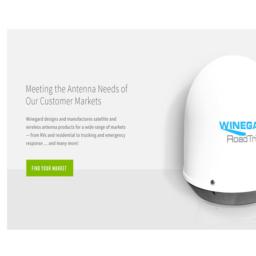 Meeting the Antenna Needs of
Our Customer Markets
Winegard designs and manufactures satellite and
wireless antenna products for a wide range of markets
— from RVs and residential to trucking and emergency
response ... and many more!
FIND YOUR MARKET
WINEGA
RoadTr